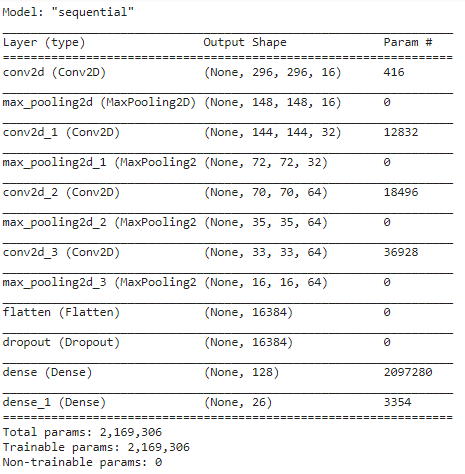 Model: "sequential"
_________________________________________________________________
Layer (type)                 Output Shape              Param #
=================================================================
conv2d (Conv2D)              (None, 296, 296, 16)      416
_________________________________________________________________
max_pooling2d (MaxPooling2D) (None, 148, 148, 16)      0
_________________________________________________________________
conv2d_1 (Conv2D)            (None, 144, 144, 32)      12832
_________________________________________________________________
max_pooling2d_1 (MaxPooling2 (None, 72, 72, 32)        0
_________________________________________________________________
conv2d_2 (Conv2D)            (None, 70, 70, 64)        18496
_________________________________________________________________
max_pooling2d_2 (MaxPooling2 (None, 35, 35, 64)        0
_________________________________________________________________
conv2d_3 (Conv2D)            (None, 33, 33, 64)        36928
_________________________________________________________________
max_pooling2d_3 (MaxPooling2 (None, 16, 16, 64)        0
_________________________________________________________________
flatten (Flatten)            (None, 16384)             0
_________________________________________________________________
dropout (Dropout)            (None, 16384)             0
_________________________________________________________________
dense (Dense)                (None, 128)               2097280
_________________________________________________________________
dense_1 (Dense)              (None, 26)                3354
=================================================================
Total params: 2,169,306
Trainable params: 2,169,306
Non-trainable params: 0